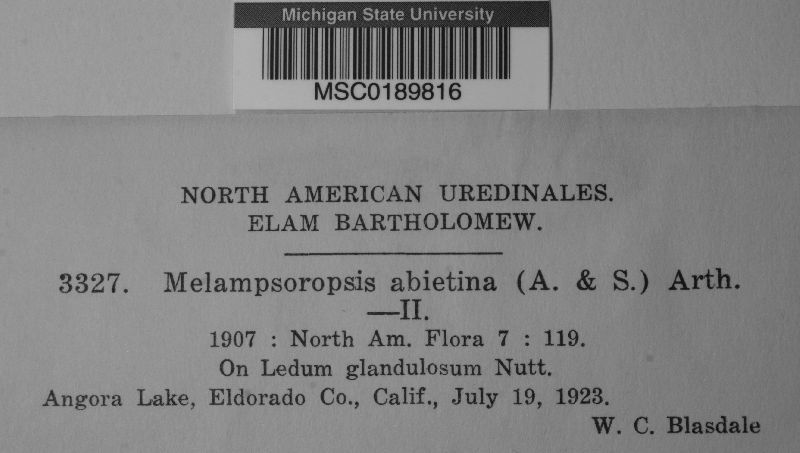 Michigan State University
MSC0189816
NORTH AMERICAN UREDINALES.
ELAM BARTHOLOMEW.
3327. Melampsoropsis abietina (A. & S.) Arth.
—II.
1907 : North Am. Flora 7 : 119.
On Ledum glandulosum Nutt.
Angora Lake, Eldorado Co., Calif., July 19, 1923.
W. C. Blasdale